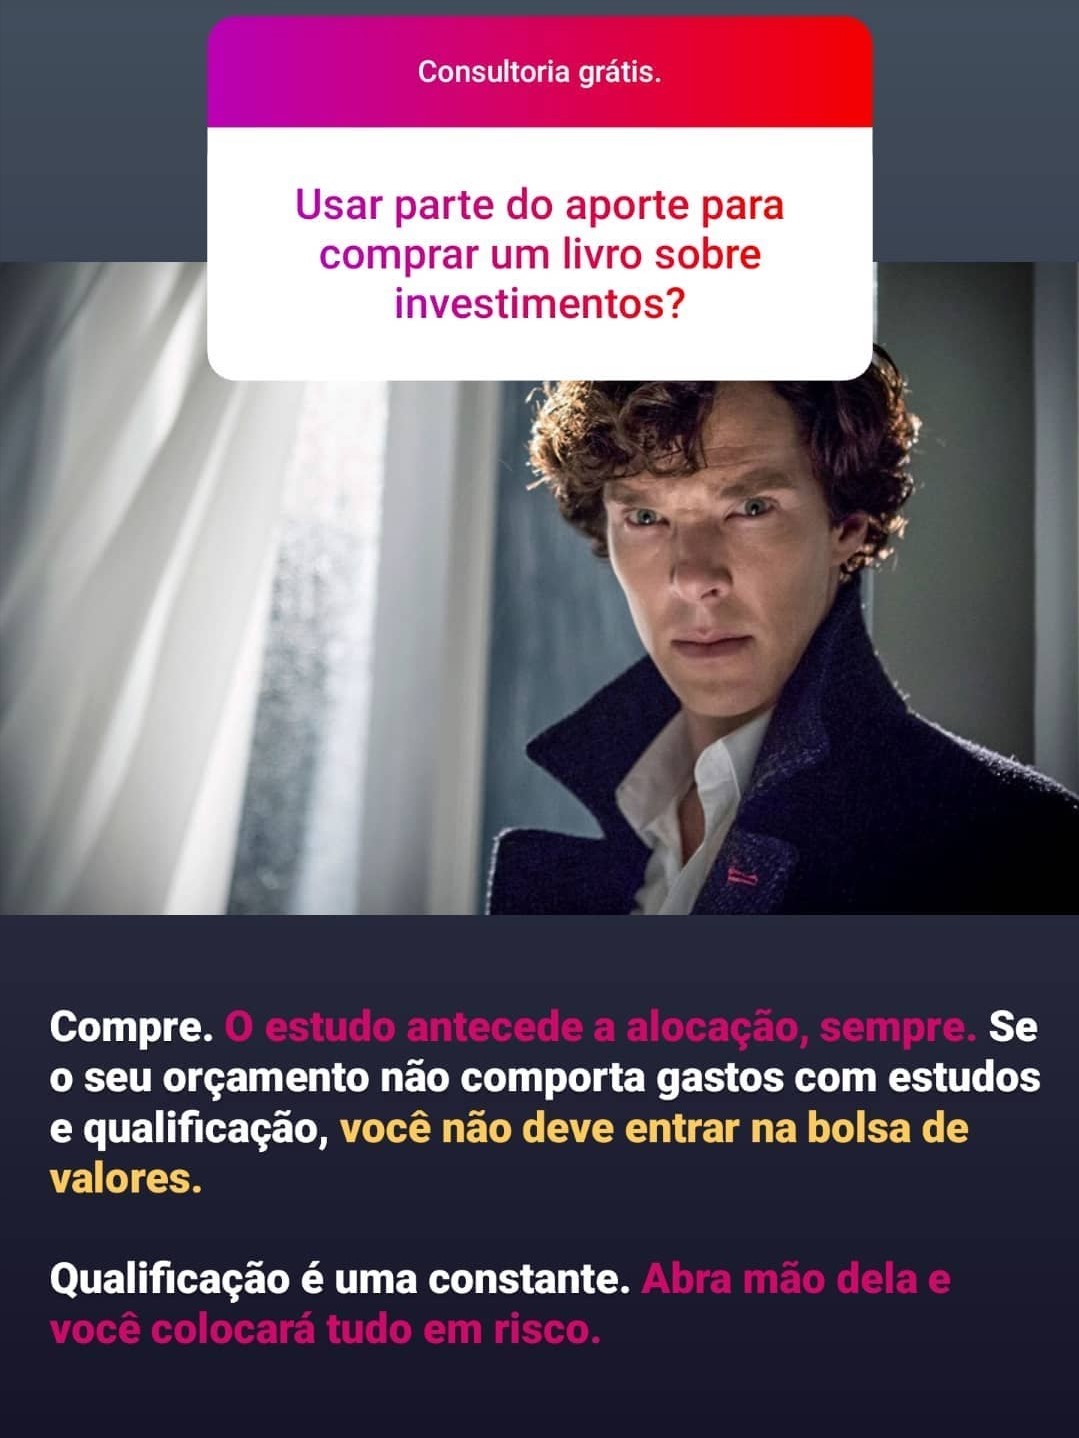 Consultoria grátis.
Usar parte do aporte para
comprar um livro sobre
investimentos?
Compre. O estudo antecede a alocação, sempre. Se
o seu orçamento não comporta gastos com estudos
e qualificação, você não deve entrar na bolsa de
valores.
Qualificação é uma constante. Abra mão dela e
você colocará tudo em risco.